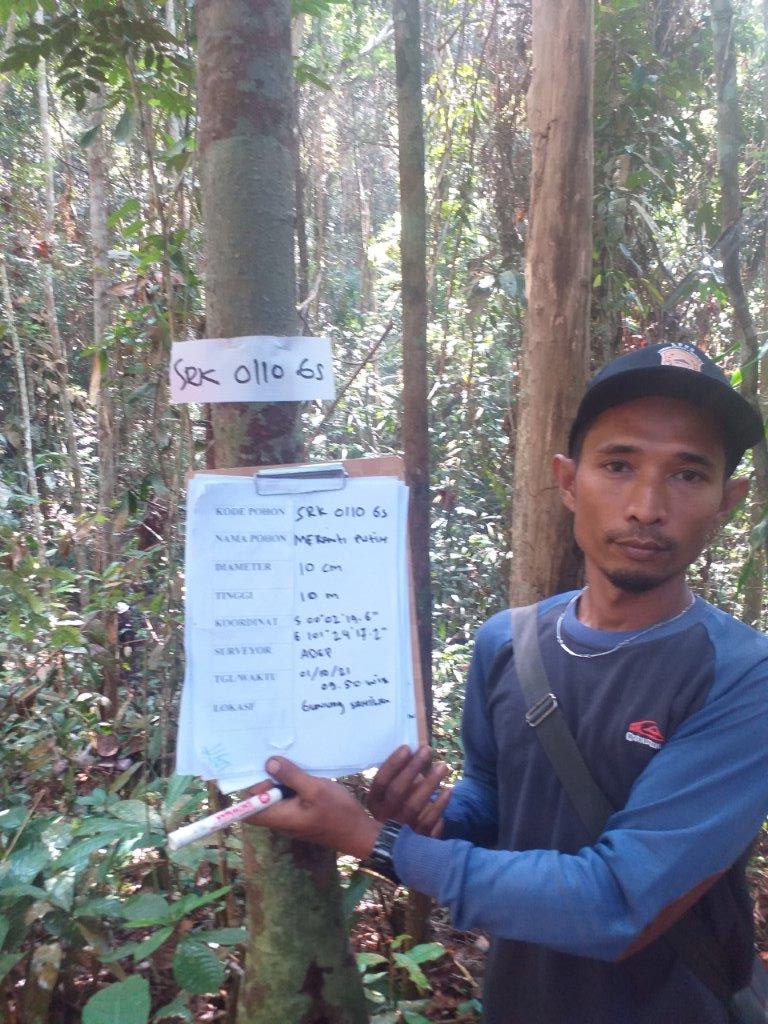 SRK 0110 GS
KODE POHON SRK 0110 GS
NAMA POHON MERANTI PUTIH
DIAMETER 10 cm
TINGGI 10 m
KOORDINAT S 00°02'19.6"
E 101°29'17.2"
SURVEYOR
TGL/WAKTU 01/10/21
09.50 WIB
LOKASI Gunung Sahilan